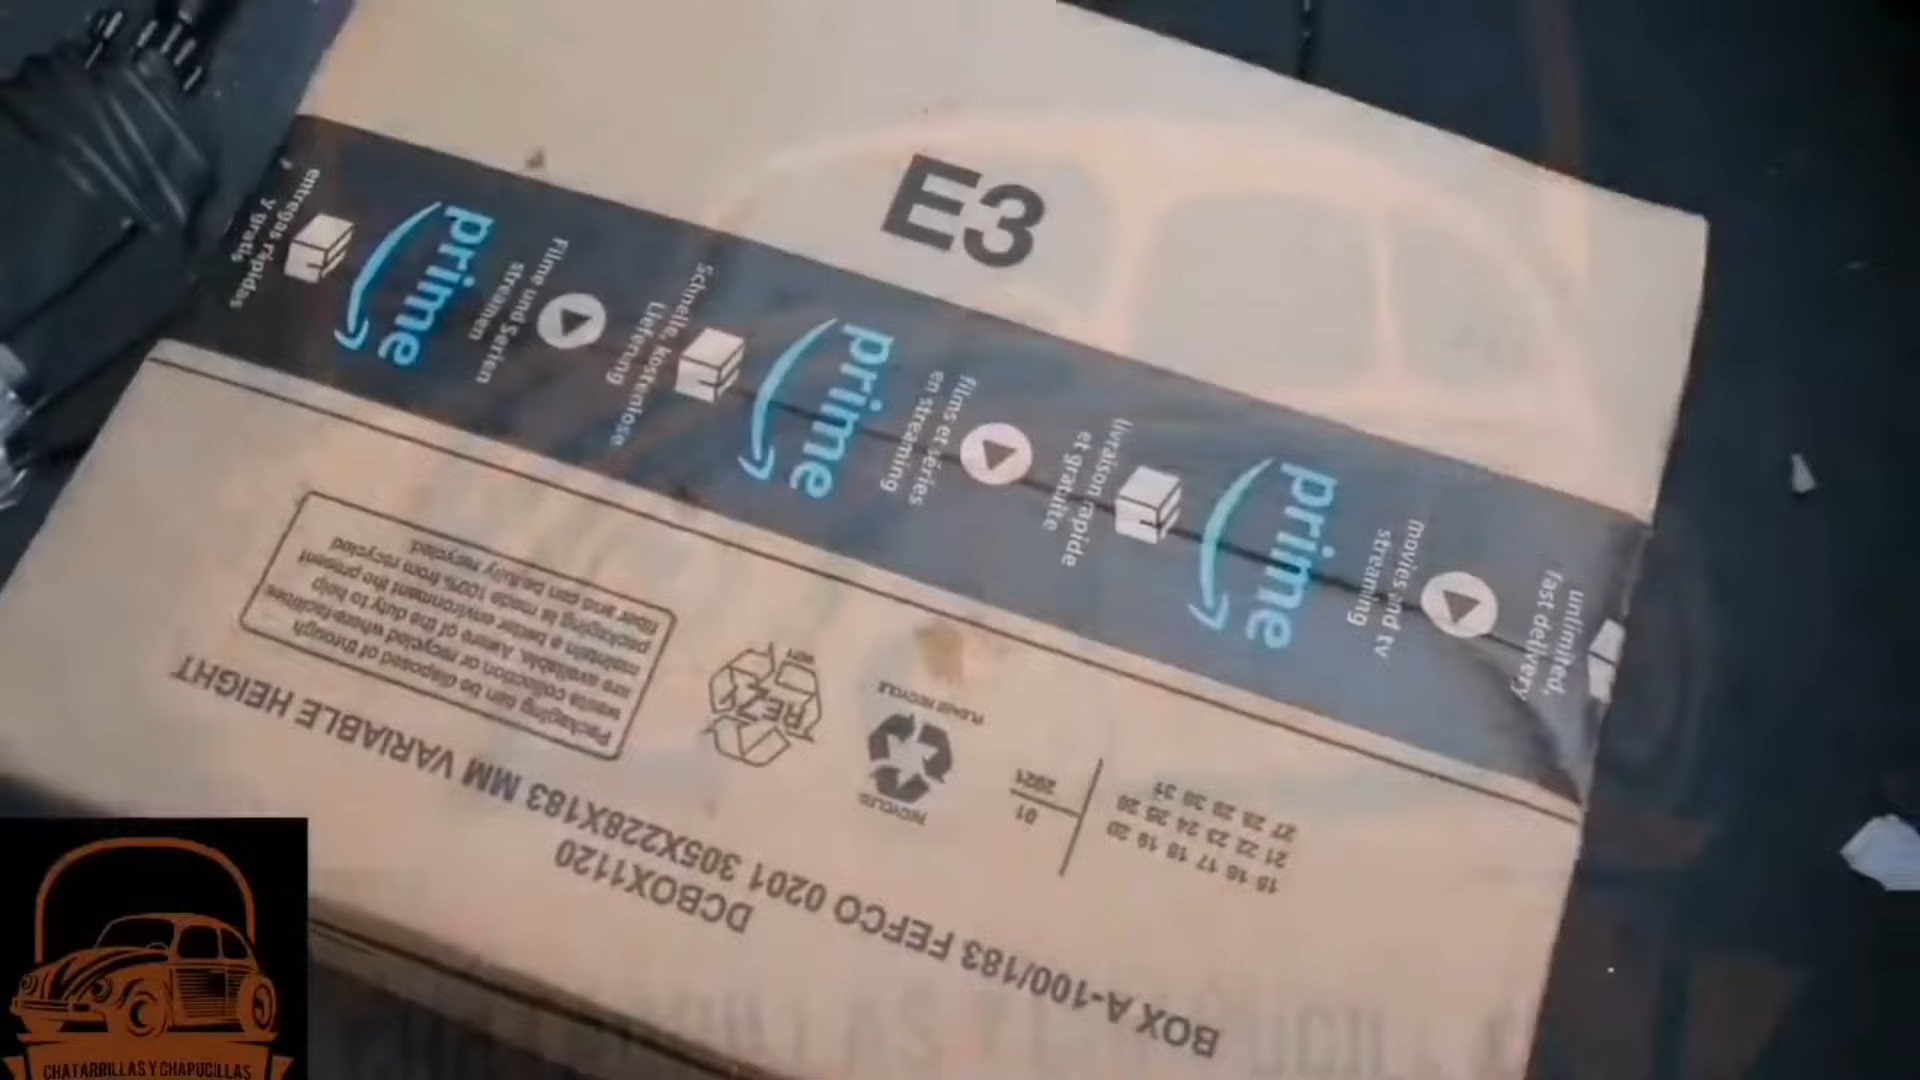 E3
entregas rápidas
y gratis
prime
Filme und Serien
streamen
Schnelle, kostenlose
Lieferung
prime
films et séries
en streaming
livraison rapide
et gratuite
prime
movies and tv
streaming
unlimited,
fast delivery
BOX A-100/183 FEFCO 0201 305X228X183 MM VARIABLE HEIGHT
DCBOX1120
15 16 17 18 19 20
21 22 23 24 25 26
27 28 29 30 31
01
2021
RECYCLED
PLEASE RECYCLE
REZY
Packaging can be disposed of through
waste collection or recycled where facilities
are available. Aware of the duty to help
maintain a better environment the present
packaging is made 100% from recycled
fiber and can be fully recycled.
CHATARRILLAS Y CHAPUCILLAS